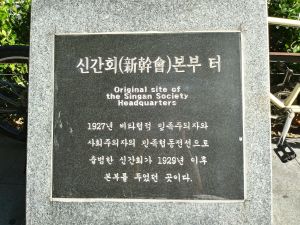 신간회(新幹會)본부 터
Original site of
the Singan Society
Headquarters
1927년 비타협적 민족주의자와
사회주의자의 민족협동전선으로
출범한 신간회가 1929년 이후
본부를 두었던 곳이다.